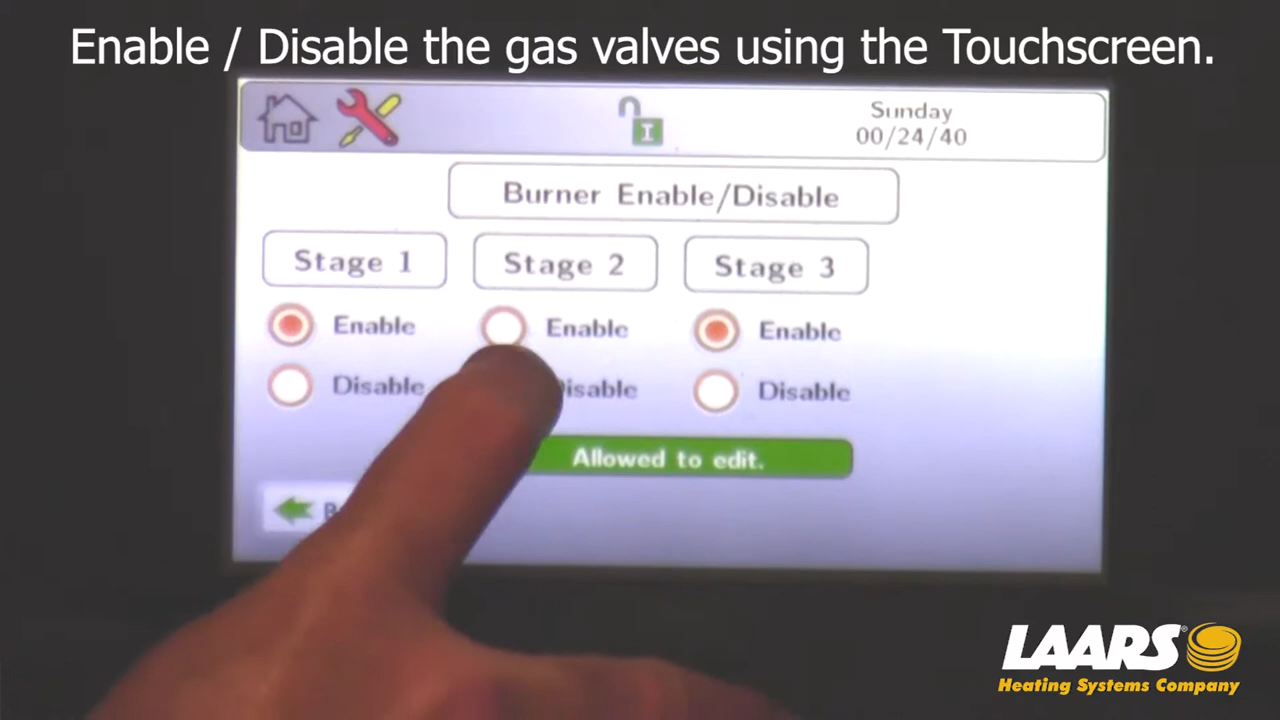 Enable / Disable the gas valves using the Touchscreen.
I
Sunday
00/24/40
Burner Enable/Disable
Stage 1 Stage 2 Stage 3
Enable Enable Enable
Disable Disable
Allowed to edit.
LAARS®
Heating Systems Company